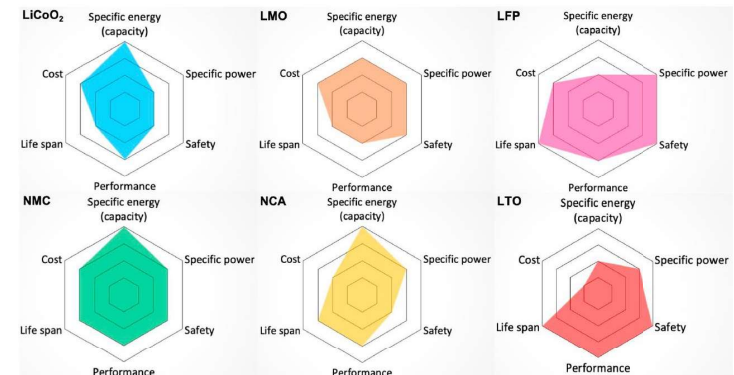 LiCoO₂
Specific energy
(capacity)
Cost
Specific power
Life span
Safety
Performance
LMO
Specific energy
(capacity)
Cost
Specific power
Life span
Safety
Performance
LFP
Specific energy
(capacity)
Cost
Specific power
Life span
Safety
Performance
NMC
Specific energy
(capacity)
Cost
Specific power
Life span
Safety
Performance
NCA
Specific energy
(capacity)
Cost
Specific power
Life span
Safety
Performance
LTO
Specific energy
(capacity)
Cost
Specific power
Life span
Safety
Performance